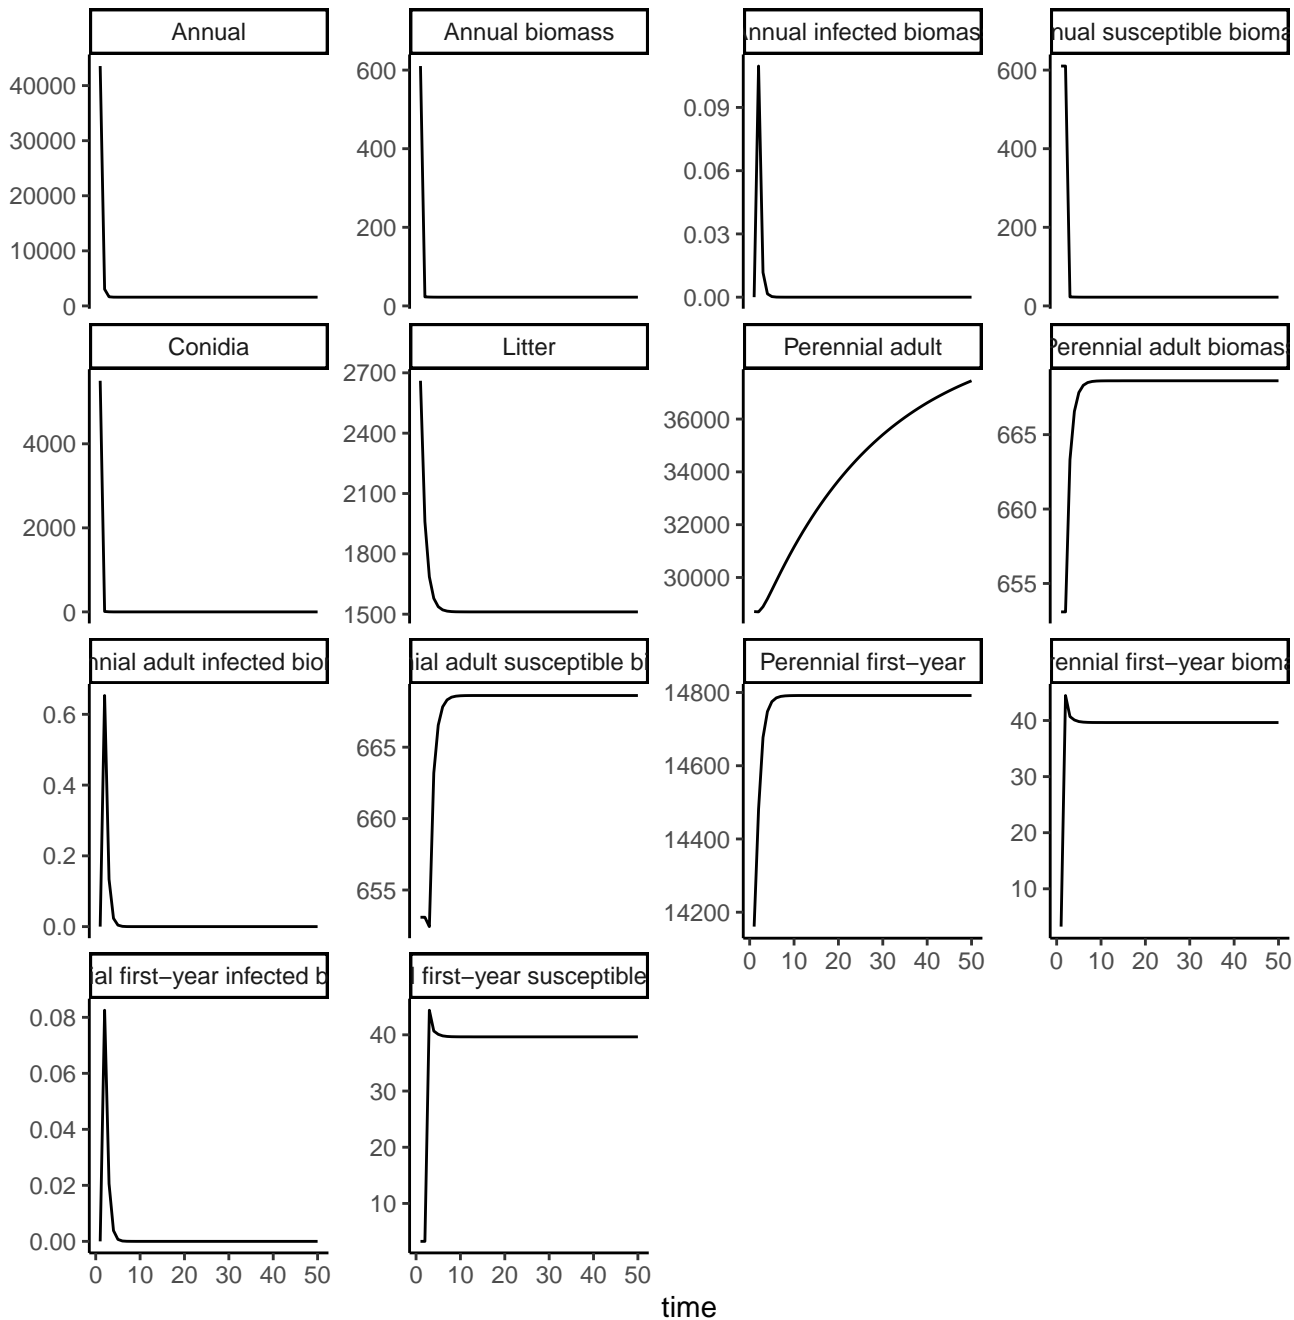 Annual
Annual biomass
nnual infected biomas
nual susceptible bioma
40000
30000
20000
10000
0
600
400
200
0
0.09
0.06
0.03
0.00
600
400
200
0
Conidia
Litter
Perennial adult
Perennial adult biomas
4000
2000
0
2700
2400
2100
1800
1500
36000
34000
32000
30000
665
660
655
nnial adult infected bio
ial adult susceptible bi
Perennial first−year
rennial first−year bioma
0.6
0.4
0.2
0.0
665
660
655
14800
14600
14400
14200
40
30
20
10
0 10 20 30 40 50
0 10 20 30 40 50
ial first−year infected b
l first−year susceptible
0.08
0.06
0.04
0.02
0.00
40
30
20
10
0 10 20 30 40 50
0 10 20 30 40 50
time